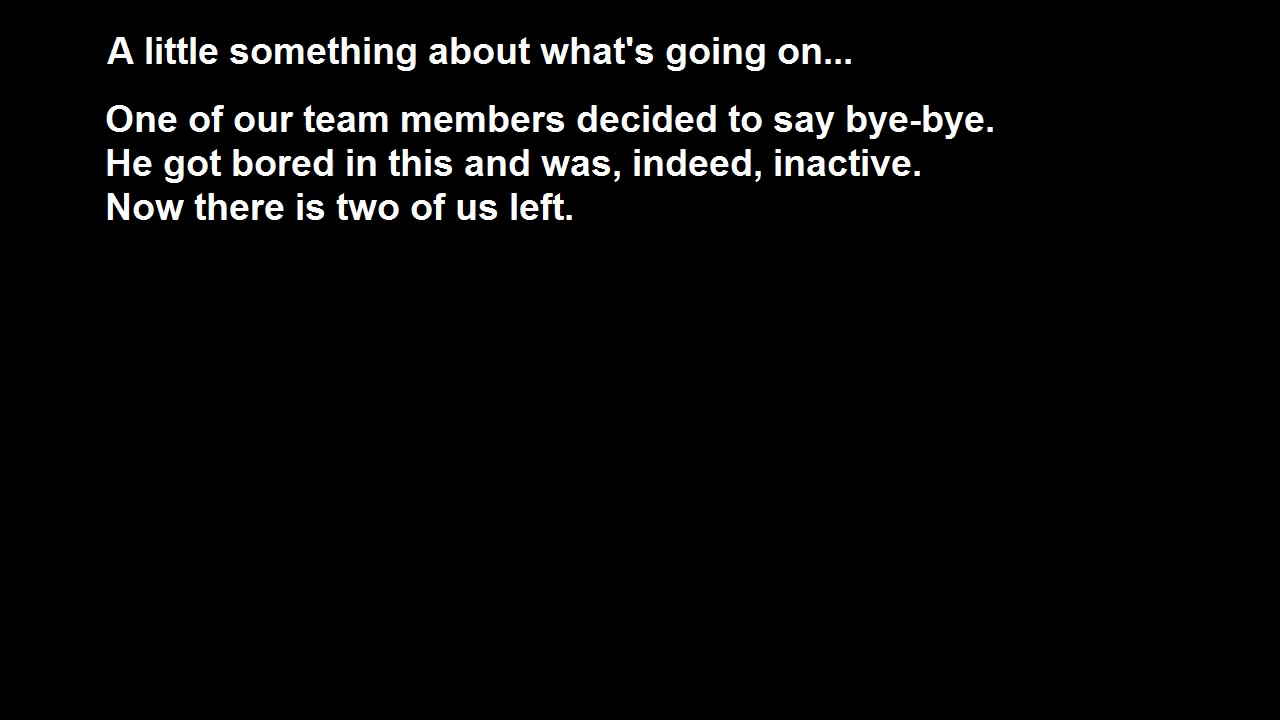 A little something about what's going on...
One of our team members decided to say bye-bye.
He got bored in this and was, indeed, inactive.
Now there is two of us left.